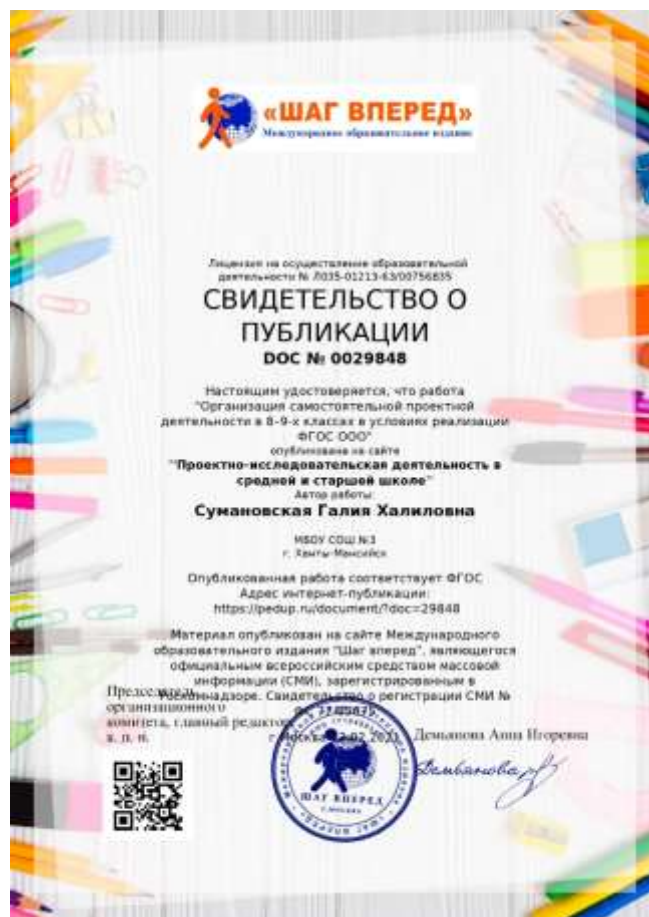 «ШАГ ВПЕРЕД»
Международное образовательное издание
Лицензия на осуществление образовательной
деятельности № Л035-01213-63/00756835
СВИДЕТЕЛЬСТВО О
ПУБЛИКАЦИИ
DOC № 0029848
Настоящим удостоверяется, что работа
"Организация самостоятельной проектной
деятельности в 8-9-х классах в условиях реализации
ФГОС ООО"
опубликована на сайте
"Проектно-исследовательская деятельность в
средней и старшей школе"
Автор работы:
Сумановская Галия Халиловна
МБОУ СОШ №3
г. Ханты-Мансийск
Опубликованная работа соответствует ФГОС
Адрес интернет-публикации:
https://pedup.ru/document/?doc=29848
Материал опубликован на сайте Международного
образовательного издания "Шаг вперед", являющегося
официальным всероссийским средством массовой
информации (СМИ), зарегистрированным в
Роскомнадзоре. Свидетельство о регистрации СМИ №
Председатель
организационного
комитета, главный редактор
к. п. н.
г. Москва
Демьянова Анна Игоревна
ШАГ ВПЕРЕД
г. Москва